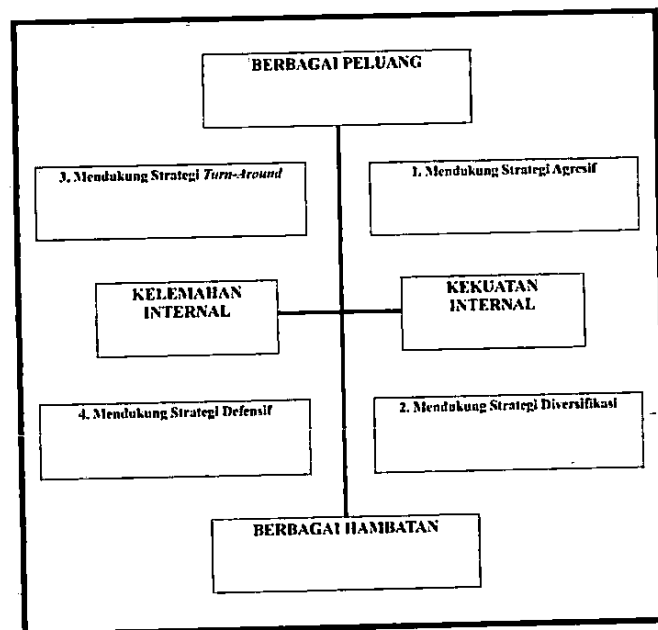 BERBAGAI PELUANG
3. Mendukung Strategi Turn-Around
1. Mendukung Strategi Agresif
KELEMAHAN
INTERNAL
KEKUATAN
INTERNAL
4. Mendukung Strategi Defensif
2. Mendukung Strategi Diversifikasi
BERBAGAI HAMBATAN